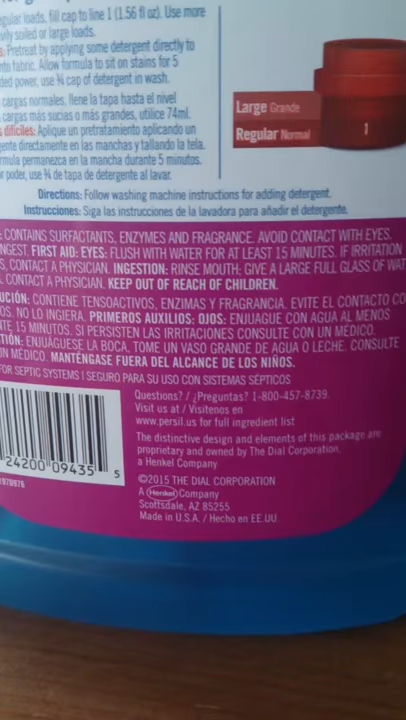 regular loads, fill cap to line 1 (1.56 fl oz). Use more
soiled or large loads.
Pretreat by applying some detergent directly to
fabric. Allow formula to sit on stains for 5
power, use ¾ cap of detergent in wash.
cargas normales, llene la tapa hasta el nivel
cargas más sucias o más grandes, utilice 74ml.
difíciles: Aplique un pretratamiento aplicando un
directamente en las manchas y tallando la tela.
permanezca en la mancha durante 5 minutos.
poder, use ¾ de tapa de detergente al lavar.
Large Grande
Regular Normal
1
Directions: Follow washing machine instructions for adding detergent.
Instrucciones: Siga las instrucciones de la lavadora para añadir el detergente.
: CONTAINS SURFACTANTS, ENZYMES AND FRAGRANCE. AVOID CONTACT WITH EYES.
NGEST. FIRST AID: EYES: FLUSH WITH WATER FOR AT LEAST 15 MINUTES. IF IRRITATION
S, CONTACT A PHYSICIAN. INGESTION: RINSE MOUTH; GIVE A LARGE FULL GLASS OF WAT
CONTACT A PHYSICIAN. KEEP OUT OF REACH OF CHILDREN.
UCIÓN: CONTIENE TENSOACTIVOS, ENZIMAS Y FRAGANCIA. EVITE EL CONTACTO CO
OS. NO LO INGIERA. PRIMEROS AUXILIOS: OJOS: ENJUAGUE CON AGUA AL MENOS
TE 15 MINUTOS. SI PERSISTEN LAS IRRITACIONES CONSULTE CON UN MÉDICO.
TIÓN: ENJUÁGUESE LA BOCA, TOME UN VASO GRANDE DE AGUA O LECHE. CONSULTE
UN MÉDICO. MANTÉNGASE FUERA DEL ALCANCE DE LOS NIÑOS.
FOR SEPTIC SYSTEMS | SEGURO PARA SU USO CON SISTEMAS SÉPTICOS
Questions? / ¿Preguntas? 1-800-457-8739.
Visit us at / Visítenos en
www.persil.us for full ingredient list
The distinctive design and elements of this package are
proprietary and owned by The Dial Corporation,
a Henkel Company
24200 09435 5
1970976
©2015 THE DIAL CORPORATION
A Henkel Company
Scottsdale, AZ 85255
Made in U.S.A. / Hecho en EE.UU.